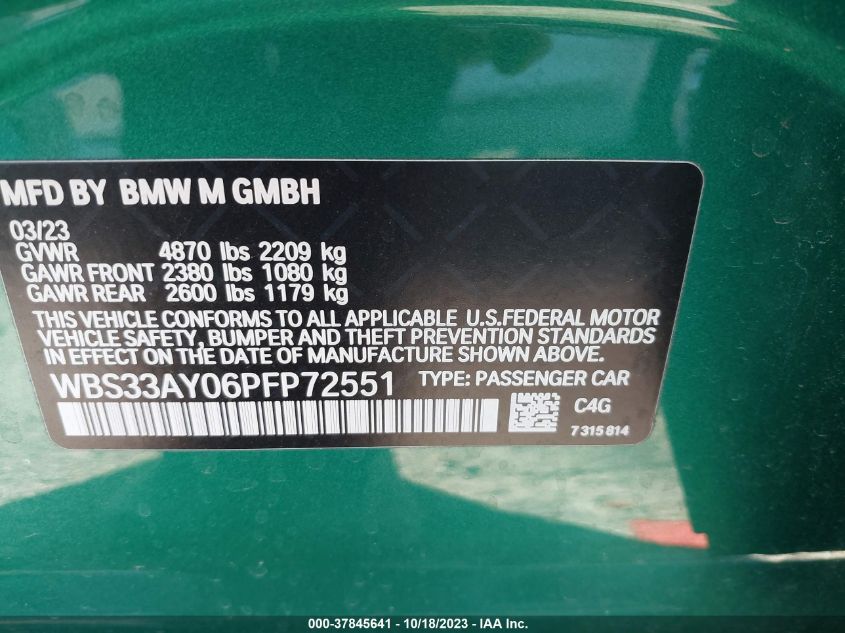 MFD BY BMW M GMBH
03/23
GVWR 4870 lbs 2209 kg
GAWR FRONT 2380 lbs 1080 kg
GAWR REAR 2600 lbs 1179 kg
THIS VEHICLE CONFORMS TO ALL APPLICABLE U.S.FEDERAL MOTOR
VEHICLE SAFETY, BUMPER AND THEFT PREVENTION STANDARDS
IN EFFECT ON THE DATE OF MANUFACTURE SHOWN ABOVE.
WBS33AY06PFP72551 TYPE: PASSENGER CAR
C4G
7315814
000-37845641 - 10/18/2023 - IAA Inc.